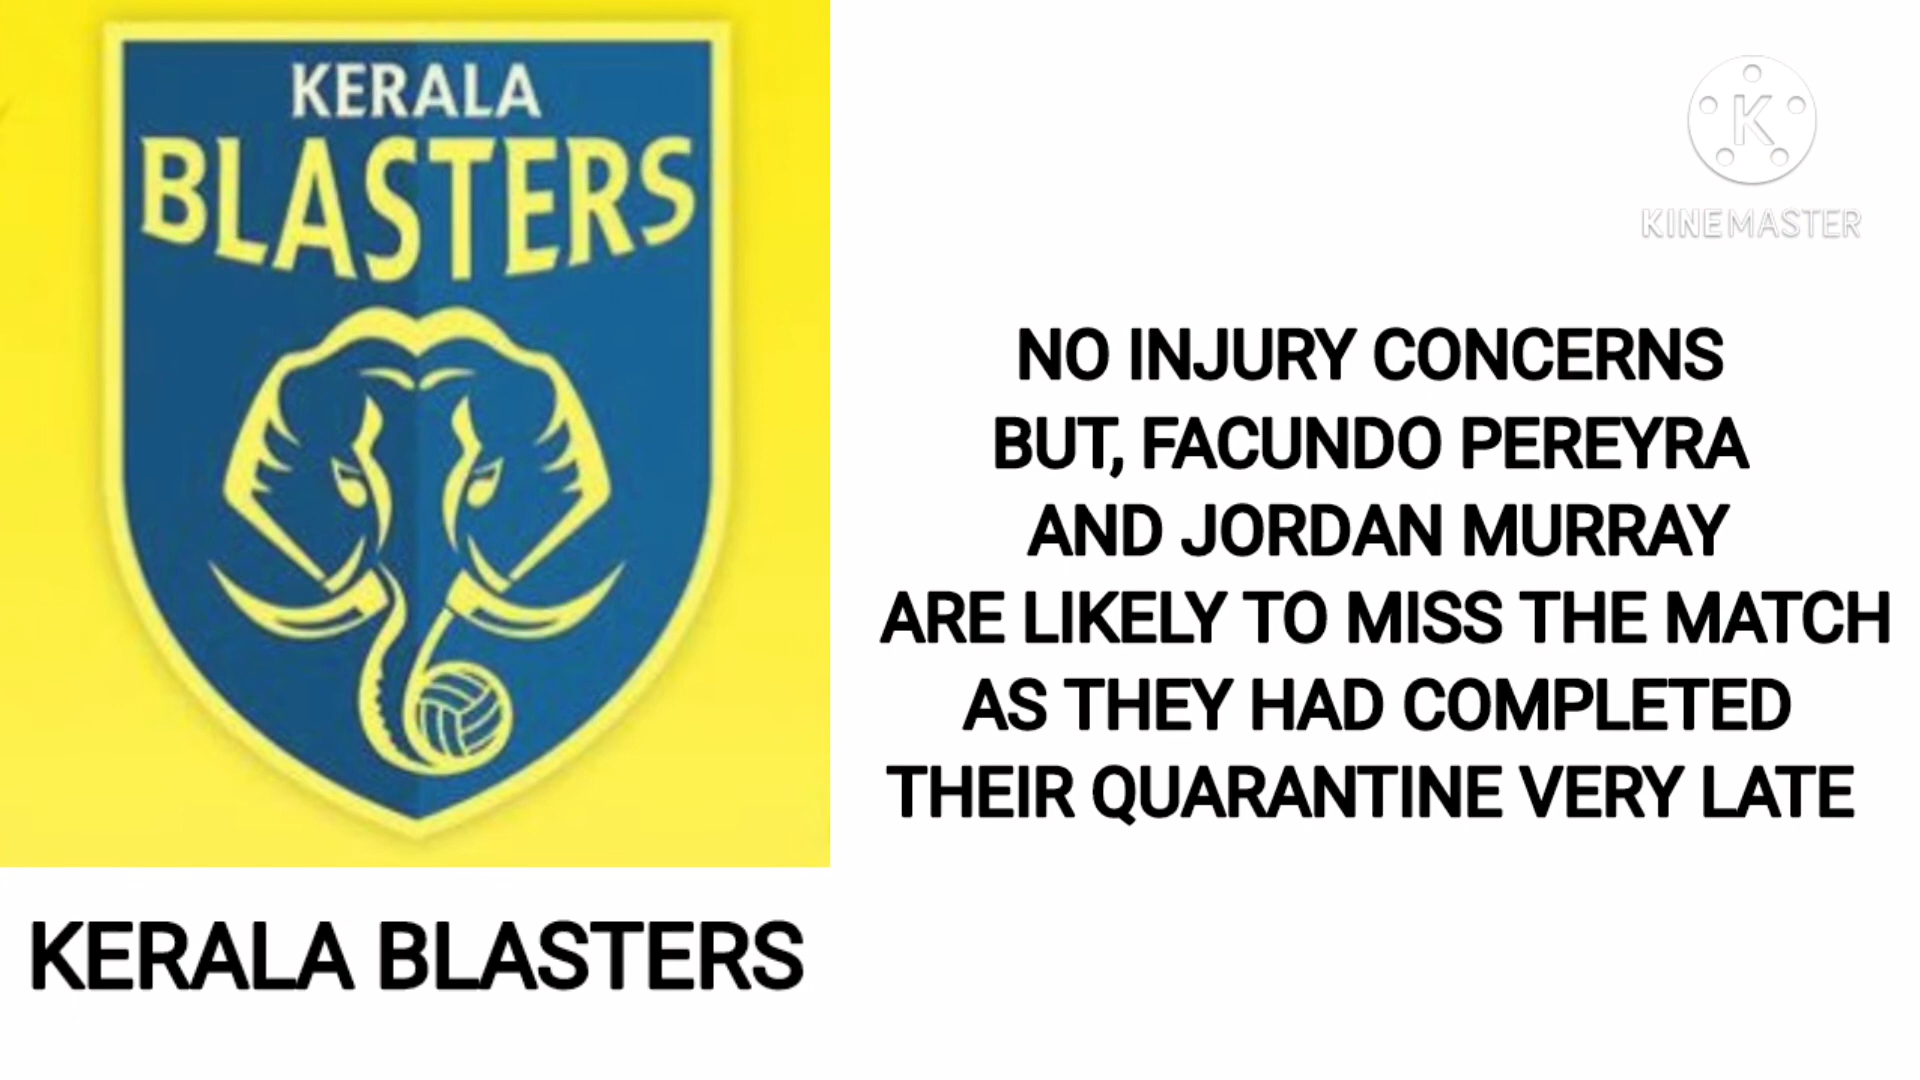 KERALA
BLASTERS
KERALA BLASTERS
K
KINEMASTER
NO INJURY CONCERNS
BUT, FACUNDO PEREYRA
AND JORDAN MURRAY
ARE LIKELY TO MISS THE MATCH
AS THEY HAD COMPLETED
THEIR QUARANTINE VERY LATE